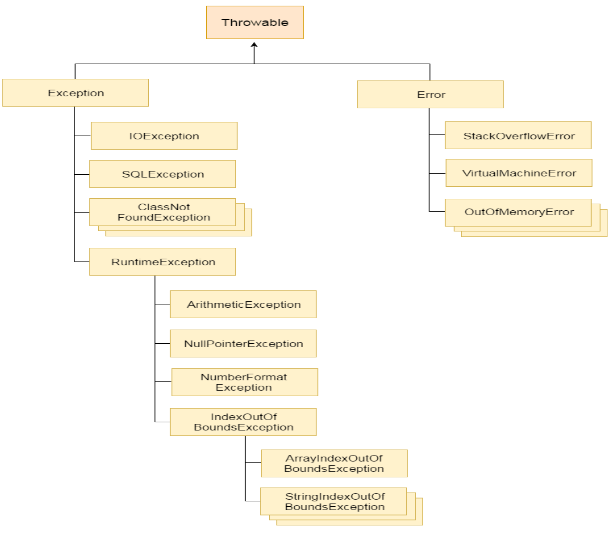 Throwable
Exception
Error
IOException
StackOverflowError
SQLException
VirtualMachineError
ClassNot
FoundException
OutOfMemoryError
RuntimeException
ArithmeticException
NullPointerException
NumberFormat
Exception
IndexOutOf
BoundsException
ArrayIndexOutOf
BoundsException
StringIndexOutOf
BoundsException